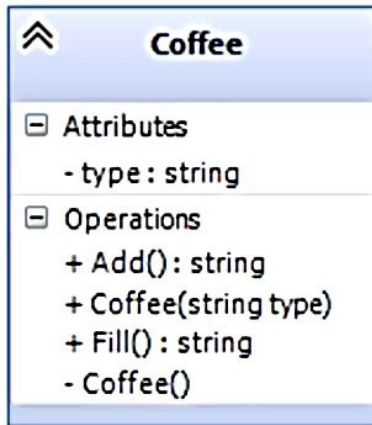 Coffee
Attributes
- type : string
Operations
+ Add() : string
+ Coffee(string type)
+ Fill() : string
- Coffee()